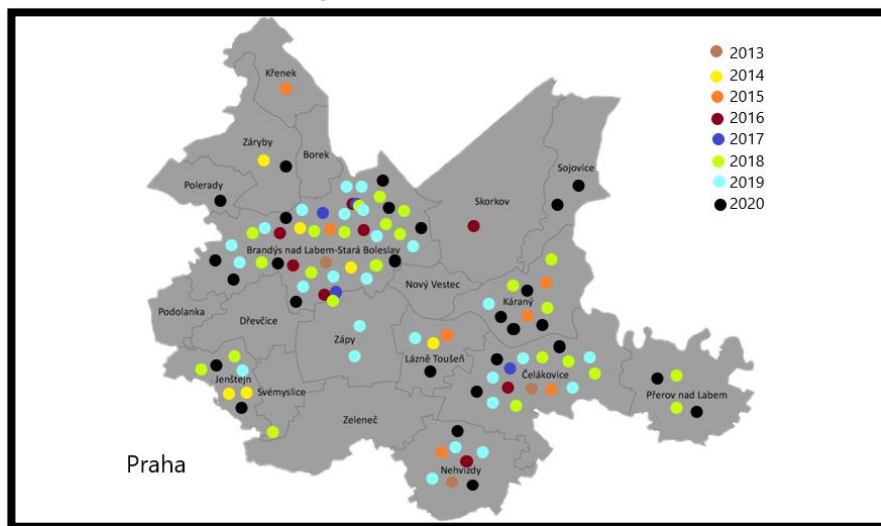 Křenek
Záryby
Borek
Polerady
Sojovice
Skorkov
Brandýs nad Labem-Stará Boleslav
Nový Vestec
Káraný
Podolanka
Dřevčice
Zápy
Lázně Toušeň
Čelákovice
Jenštejn
Svémyslice
Přerov nad Labem
Zeleneč
Praha
Nehvizdy
2013
2014
2015
2016
2017
2018
2019
2020